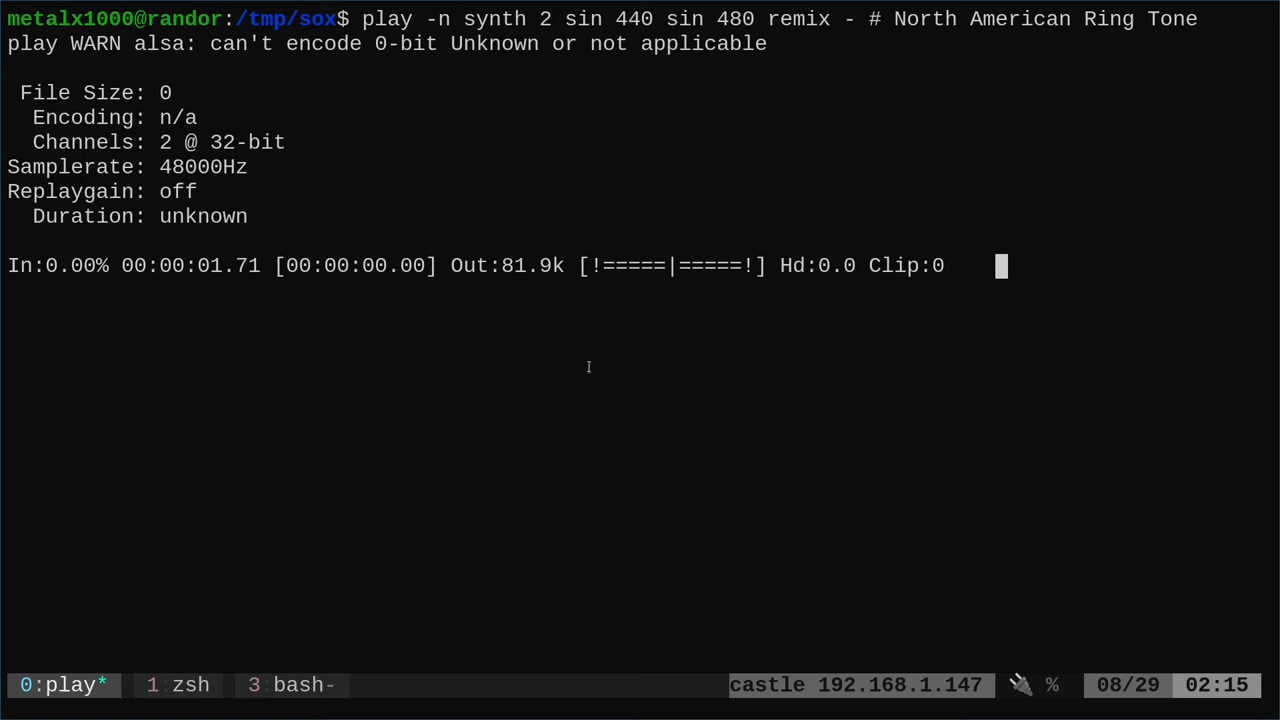 metalx1000@randor:/tmp/sox$ play -n synth 2 sin 440 sin 480 remix - # North American Ring Tone
play WARN alsa: can't encode 0-bit Unknown or not applicable
File Size: 0
Encoding: n/a
Channels: 2 @ 32-bit
Samplerate: 48000Hz
Replaygain: off
Duration: unknown
In:0.00% 00:00:01.71 [00:00:00.00] Out:81.9k [!=====|=====!] Hd:0.0 Clip:0
0:play* 1:zsh 3:bash- castle 192.168.1.147 🔌 % 08/29 02:15